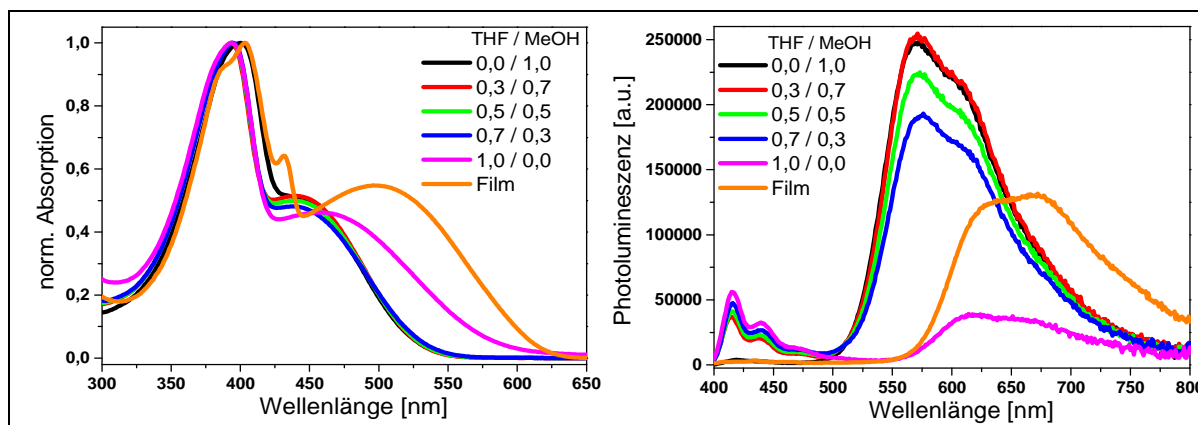 norm. Absorption
1,0
0,8
0,6
0,4
0,2
0,0
300 350 400 450 500 550 600 650
Wellenlänge [nm]
THF / MeOH
0,0 / 1,0
0,3 / 0,7
0,5 / 0,5
0,7 / 0,3
1,0 / 0,0
Film
Photolumineszenz [a.u.]
250000
200000
150000
100000
50000
0
400 450 500 550 600 650 700 750 800
Wellenlänge [nm]
THF / MeOH
0,0 / 1,0
0,3 / 0,7
0,5 / 0,5
0,7 / 0,3
1,0 / 0,0
Film